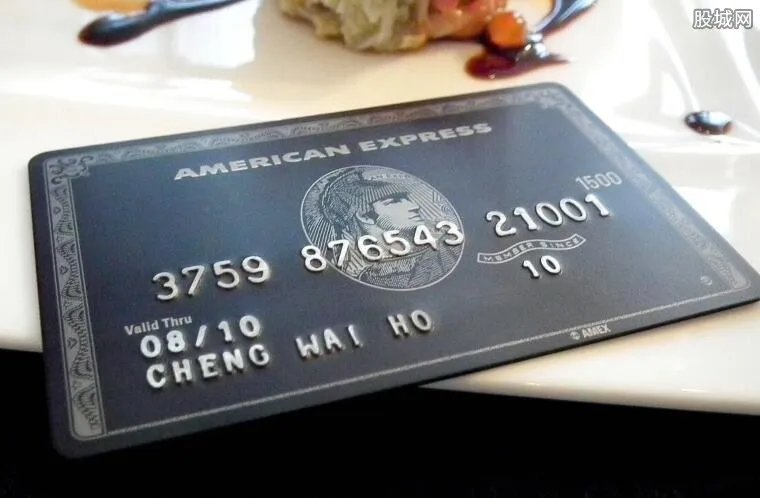 股城网
AMERICAN EXPRESS
1500
3759 876543 21001
MEMBER SINCE
10
Valid Thru
08/10
CHENG WAI HO
© AMEX